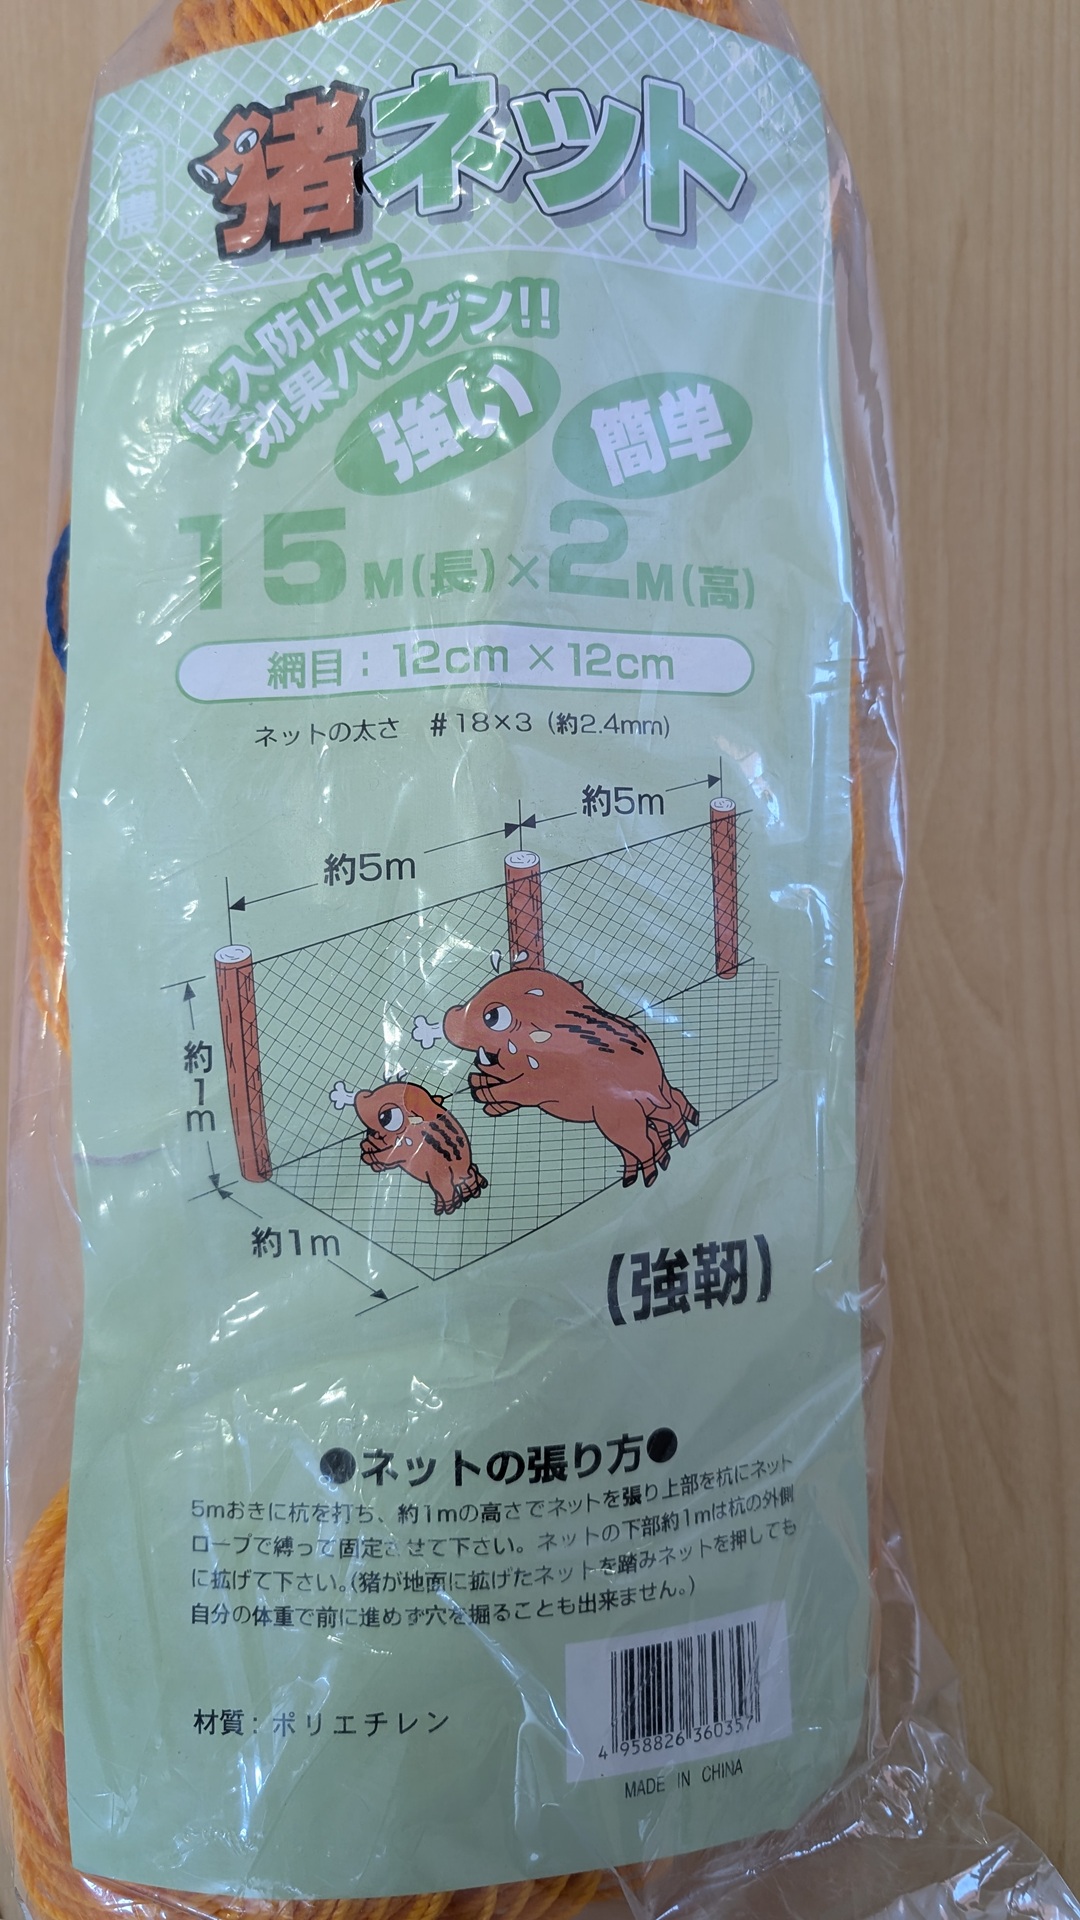 愛農
猪ネット
侵入防止に
効果バツグン!!
強い
簡単
15M(長)×2M(高)
網目：12cm×12cm
ネットの太さ #18×3（約2.4mm）
約5m
約5m
約1m
約1m
(強靭)
●ネットの張り方●
5mおきに杭を打ち、約1mの高さでネットを張り上部を杭にネット
ロープで縛って固定させて下さい。ネットの下部約1mは杭の外側
に拡げて下さい。(猪が地面に拡げたネットを踏みネットを押しても
自分の体重で前に進めず穴を掘ることも出来ません。)
材質：ポリエチレン
4 958826 360357
MADE IN CHINA